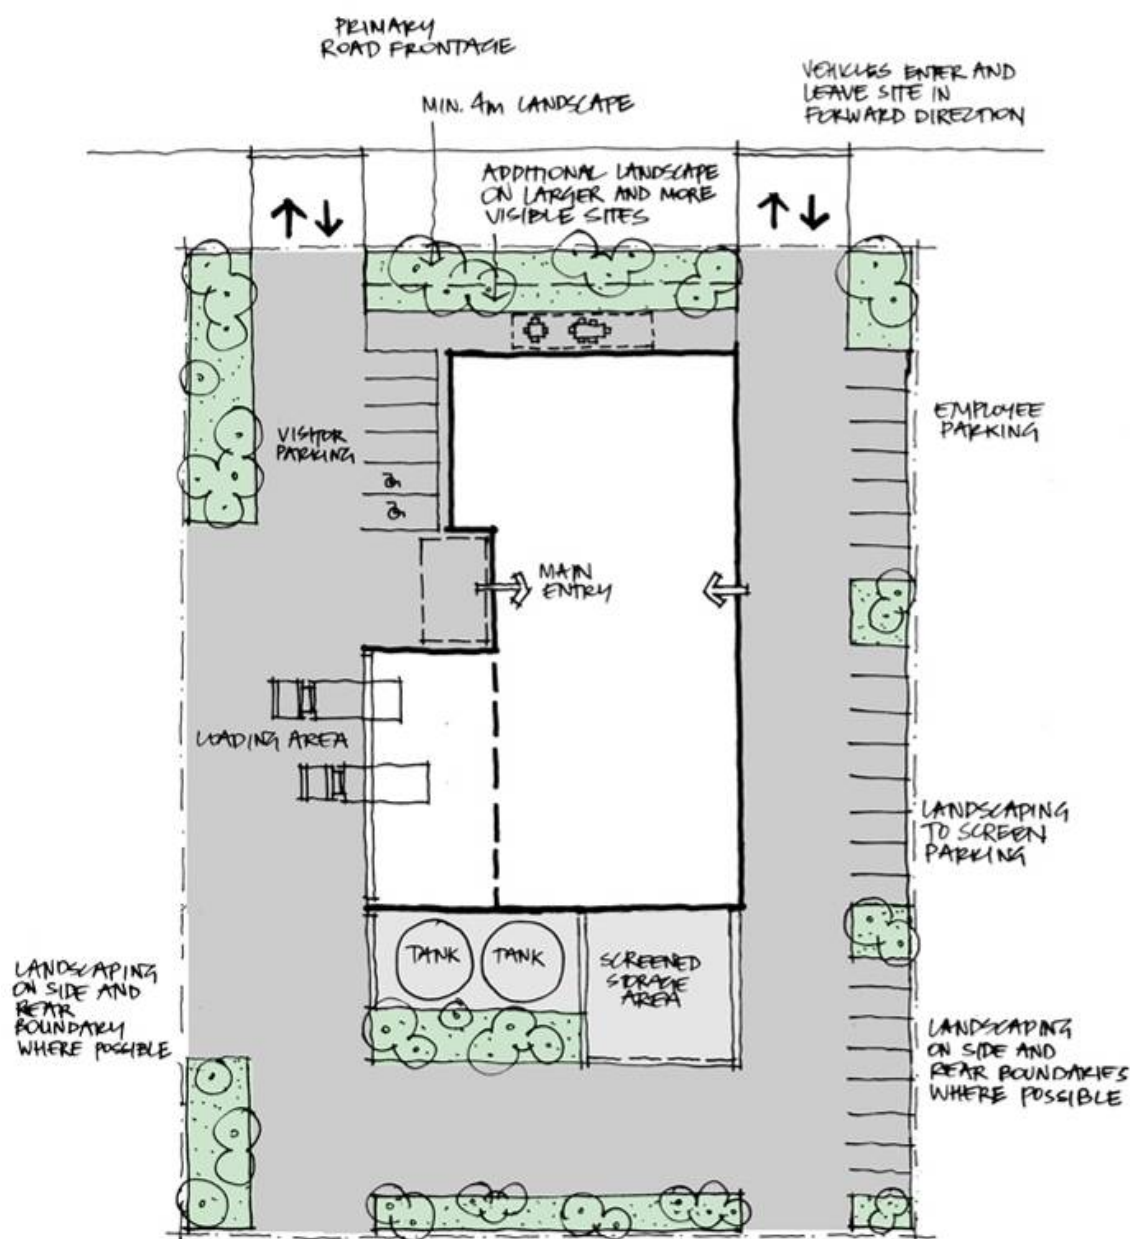 PRIMARY
ROAD FRONTAGE
VEHICLES ENTER AND
LEAVE SITE IN
FORWARD DIRECTION
MIN. 4m LANDSCAPE
ADDITIONAL LANDSCAPE
ON LARGER AND MORE
VISIBLE SITES
EMPLOYEE
PARKING
VISITOR
PARKING
MAIN
ENTRY
LOADING AREA
LANDSCAPING
TO SCREEN
PARKING
TANK
TANK
SCREENED
STORAGE
AREA
LANDSCAPING
ON SIDE AND
REAR
BOUNDARY
WHERE POSSIBLE
LANDSCAPING
ON SIDE AND
REAR BOUNDARIES
WHERE POSSIBLE